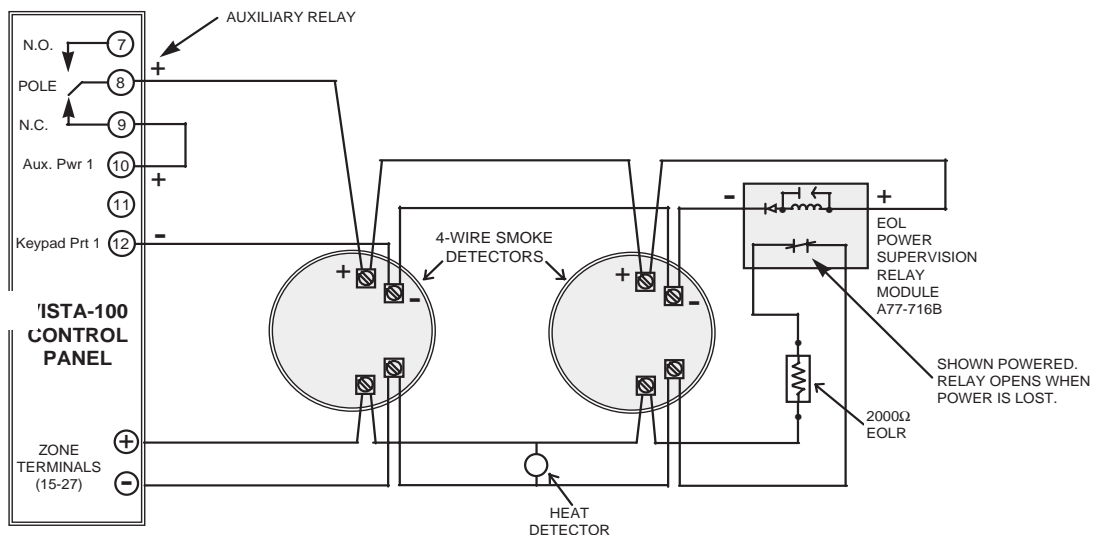 AUXILIARY RELAY
N.O.
7
+
POLE
8
N.C.
9
Aux. Pwr 1
10
+
11
Keypad Prt 1
12
-
4-WIRE SMOKE
DETECTORS
+
-
+
-
-
+
EOL
POWER
SUPERVISION
RELAY
MODULE
A77-716B
'ISTA-100
CONTROL
PANEL
SHOWN POWERED.
RELAY OPENS WHEN
POWER IS LOST.
2000Ω
EOLR
ZONE
TERMINALS
(15-27)
+
-
HEAT
DETECTOR